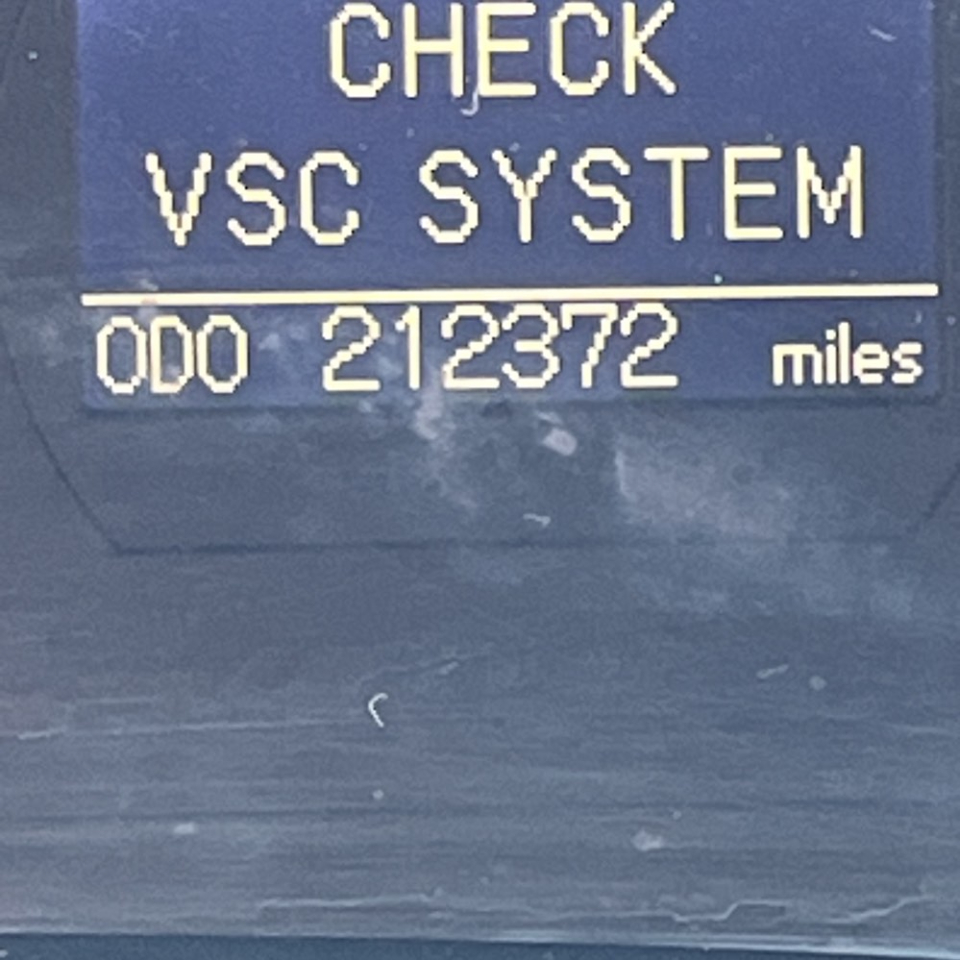 CHECK
VSC SYSTEM
ODO 212372 miles